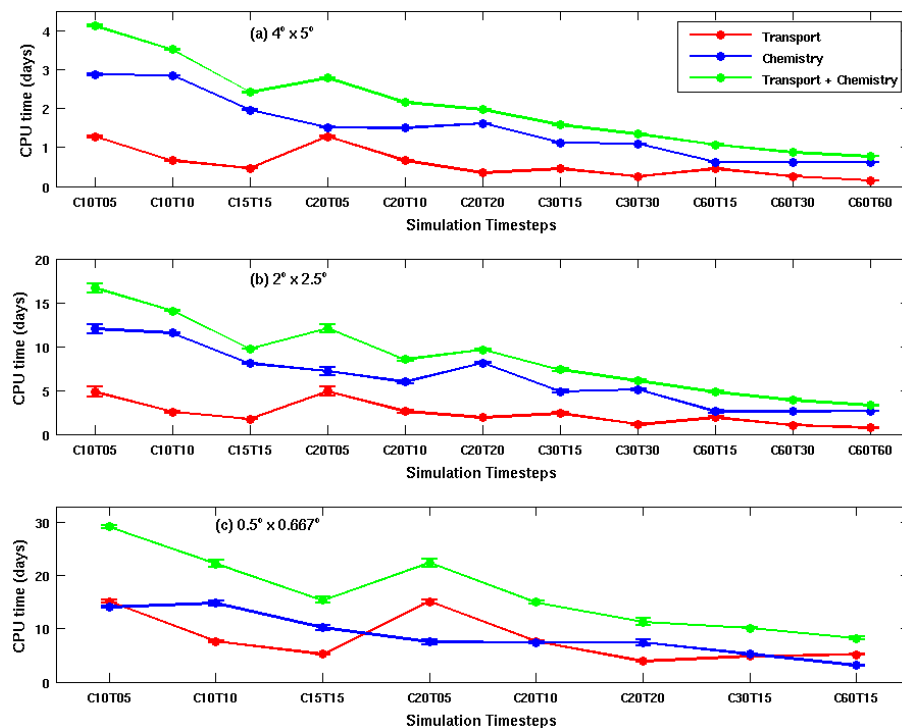 (a) 4° x 5°
Transport
Chemistry
Transport + Chemistry
CPU time (days)
4
3
2
1
0
C10T05 C10T10 C15T15 C20T05 C20T10 C20T20 C30T15 C30T30 C60T15 C60T30 C60T60
Simulation Timesteps
(b) 2° x 2.5°
CPU time (days)
20
15
10
5
0
C10T05 C10T10 C15T15 C20T05 C20T10 C20T20 C30T15 C30T30 C60T15 C60T30 C60T60
Simulation Timesteps
(c) 0.5° x 0.667°
CPU time (days)
30
20
10
0
C10T05 C10T10 C15T15 C20T05 C20T10 C20T20 C30T15 C60T15
Simulation Timesteps